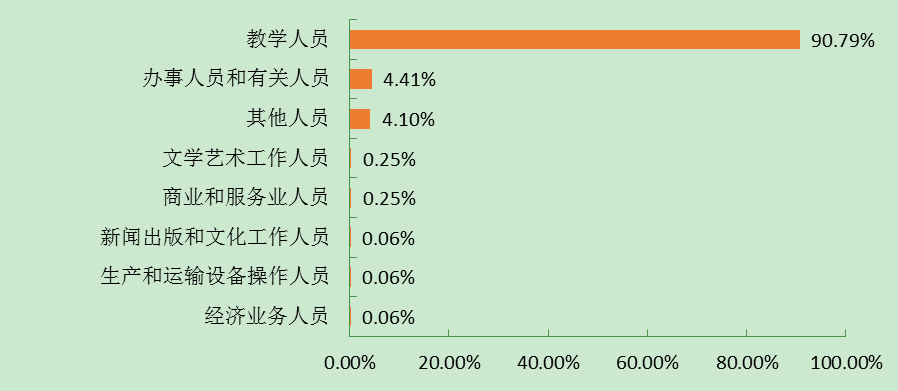 教学人员 90.79%
办事人员和有关人员 4.41%
其他人员 4.10%
文学艺术工作人员 0.25%
商业和服务业人员 0.25%
新闻出版和文化工作人员 0.06%
生产和运输设备操作人员 0.06%
经济业务人员 0.06%
0.00% 20.00% 40.00% 60.00% 80.00% 100.00%